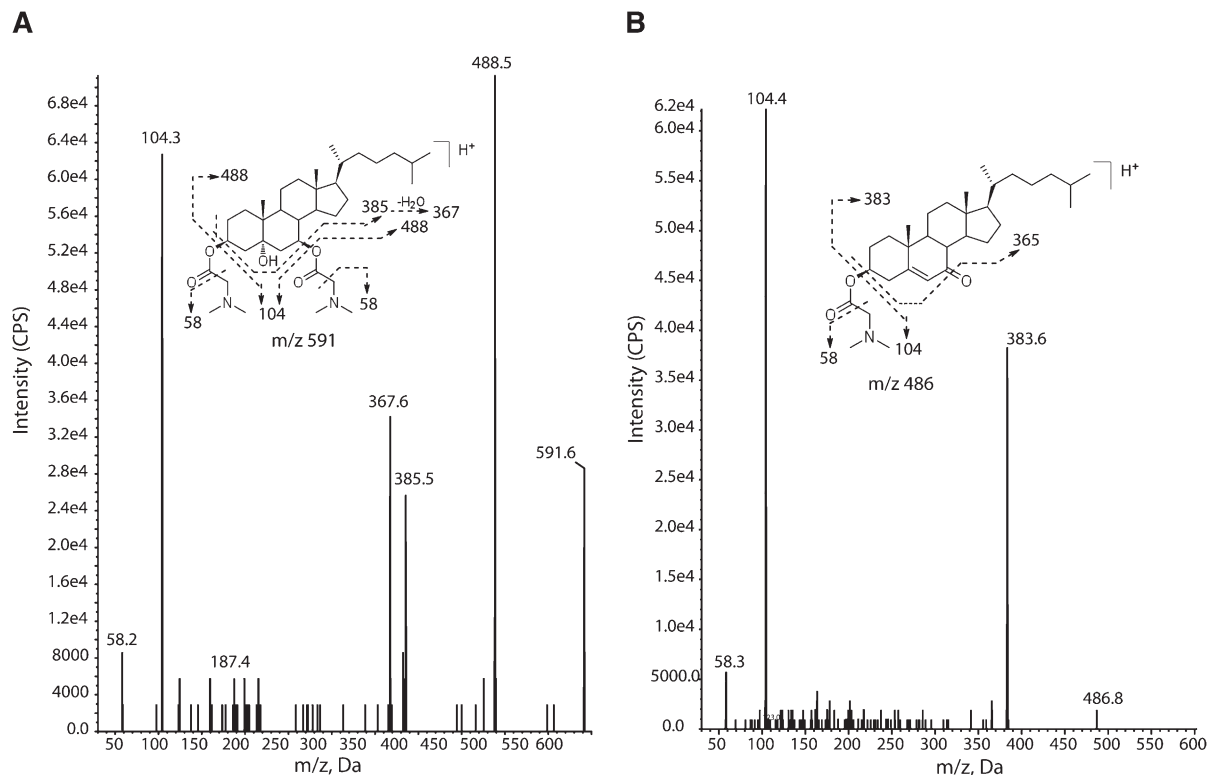 A
488.5
6.8e4
6.4e4
6.0e4
5.6e4
5.2e4
4.8e4
4.4e4
4.0e4
3.6e4
3.2e4
2.8e4
2.4e4
2.0e4
1.6e4
1.2e4
8000
4000
0.0
Intensity (CPS)
104.3
H+
488
385 -H₂O 367
488
O
OH
O
O
O
N
N
58
104
58
m/z 591
367.6
385.5
591.6
58.2
187.4
50 100 150 200 250 300 350 400 450 500 550 600
m/z, Da
B
104.4
6.2e4
6.0e4
5.5e4
5.0e4
4.5e4
4.0e4
3.5e4
3.0e4
2.5e4
2.0e4
1.5e4
1.0e4
5000.0
0.0
Intensity (CPS)
H+
383
365
O
O
O
N
58
104
m/z 486
383.6
58.3
486.8
50 100 150 200 250 300 350 400 450 500 550 600
m/z, Da